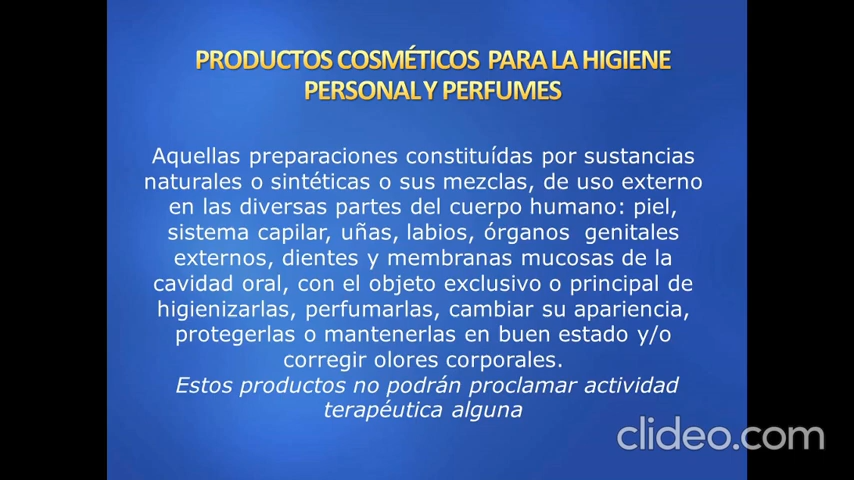 PRODUCTOS COSMÉTICOS PARA LA HIGIENE
PERSONAL Y PERFUMES
Aquellas preparaciones constituídas por sustancias
naturales o sintéticas o sus mezclas, de uso externo
en las diversas partes del cuerpo humano: piel,
sistema capilar, uñas, labios, órganos genitales
externos, dientes y membranas mucosas de la
cavidad oral, con el objeto exclusivo o principal de
higienizarlas, perfumarlas, cambiar su apariencia,
protegerlas o mantenerlas en buen estado y/o
corregir olores corporales.
Estos productos no podrán proclamar actividad
terapéutica alguna
clideo.com